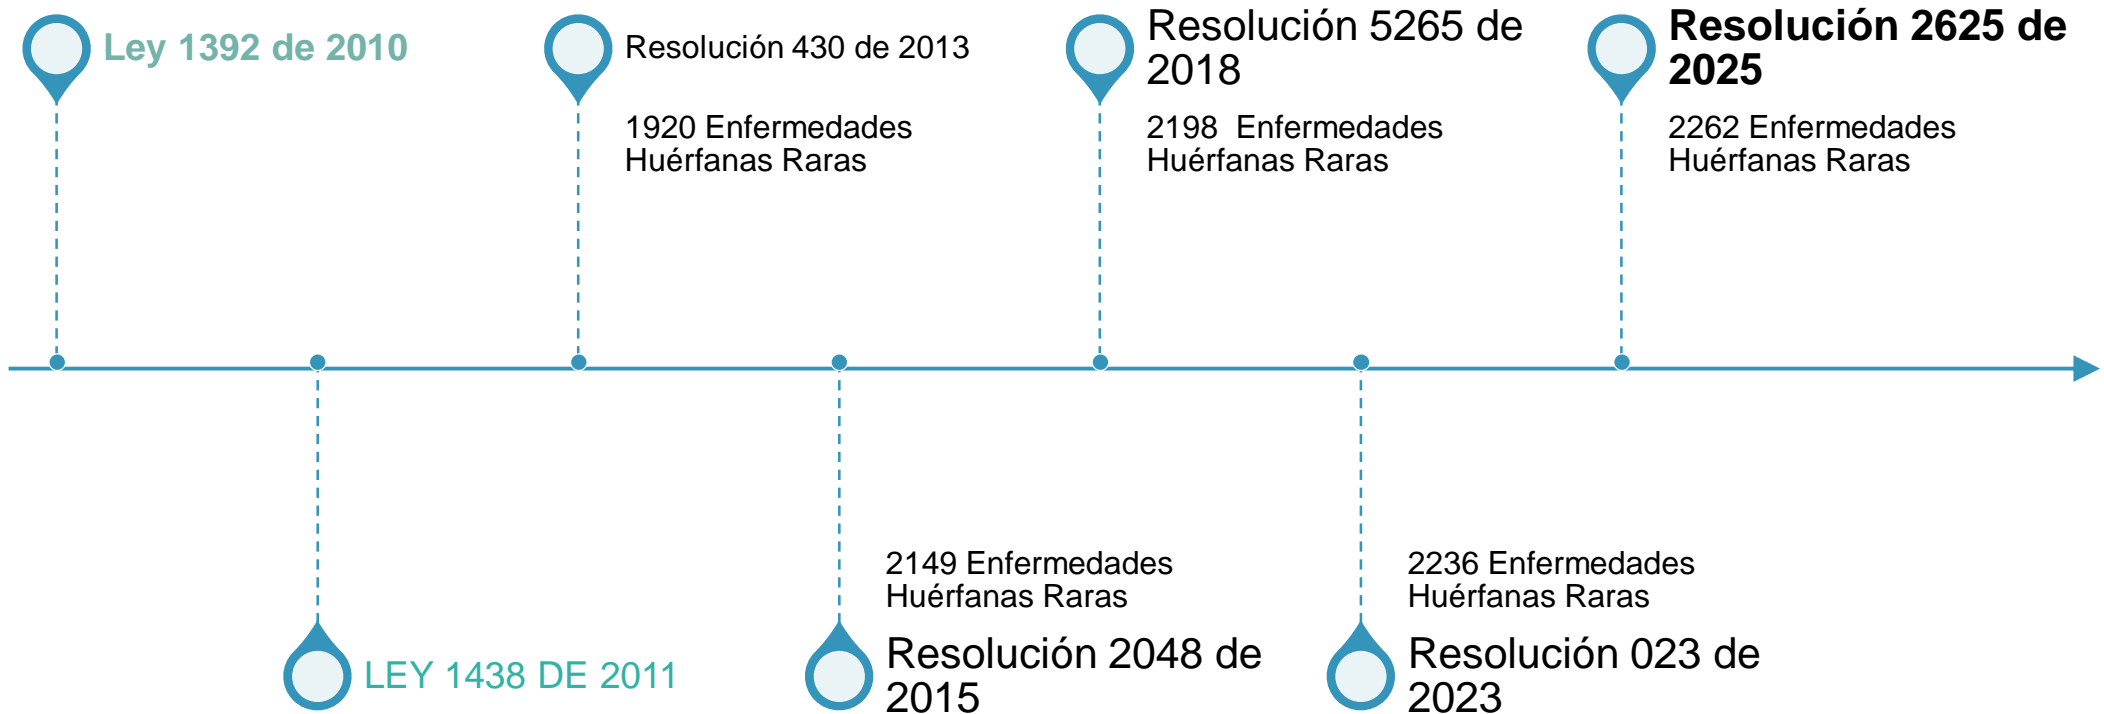 Ley 1392 de 2010
Resolución 430 de 2013
1920 Enfermedades
Huérfanas Raras
Resolución 5265 de
2018
2198  Enfermedades
Huérfanas Raras
Resolución 2625 de
2025
2262 Enfermedades
Huérfanas Raras
LEY 1438 DE 2011
2149 Enfermedades
Huérfanas Raras
Resolución 2048 de
2015
2236 Enfermedades
Huérfanas Raras
Resolución 023 de
2023